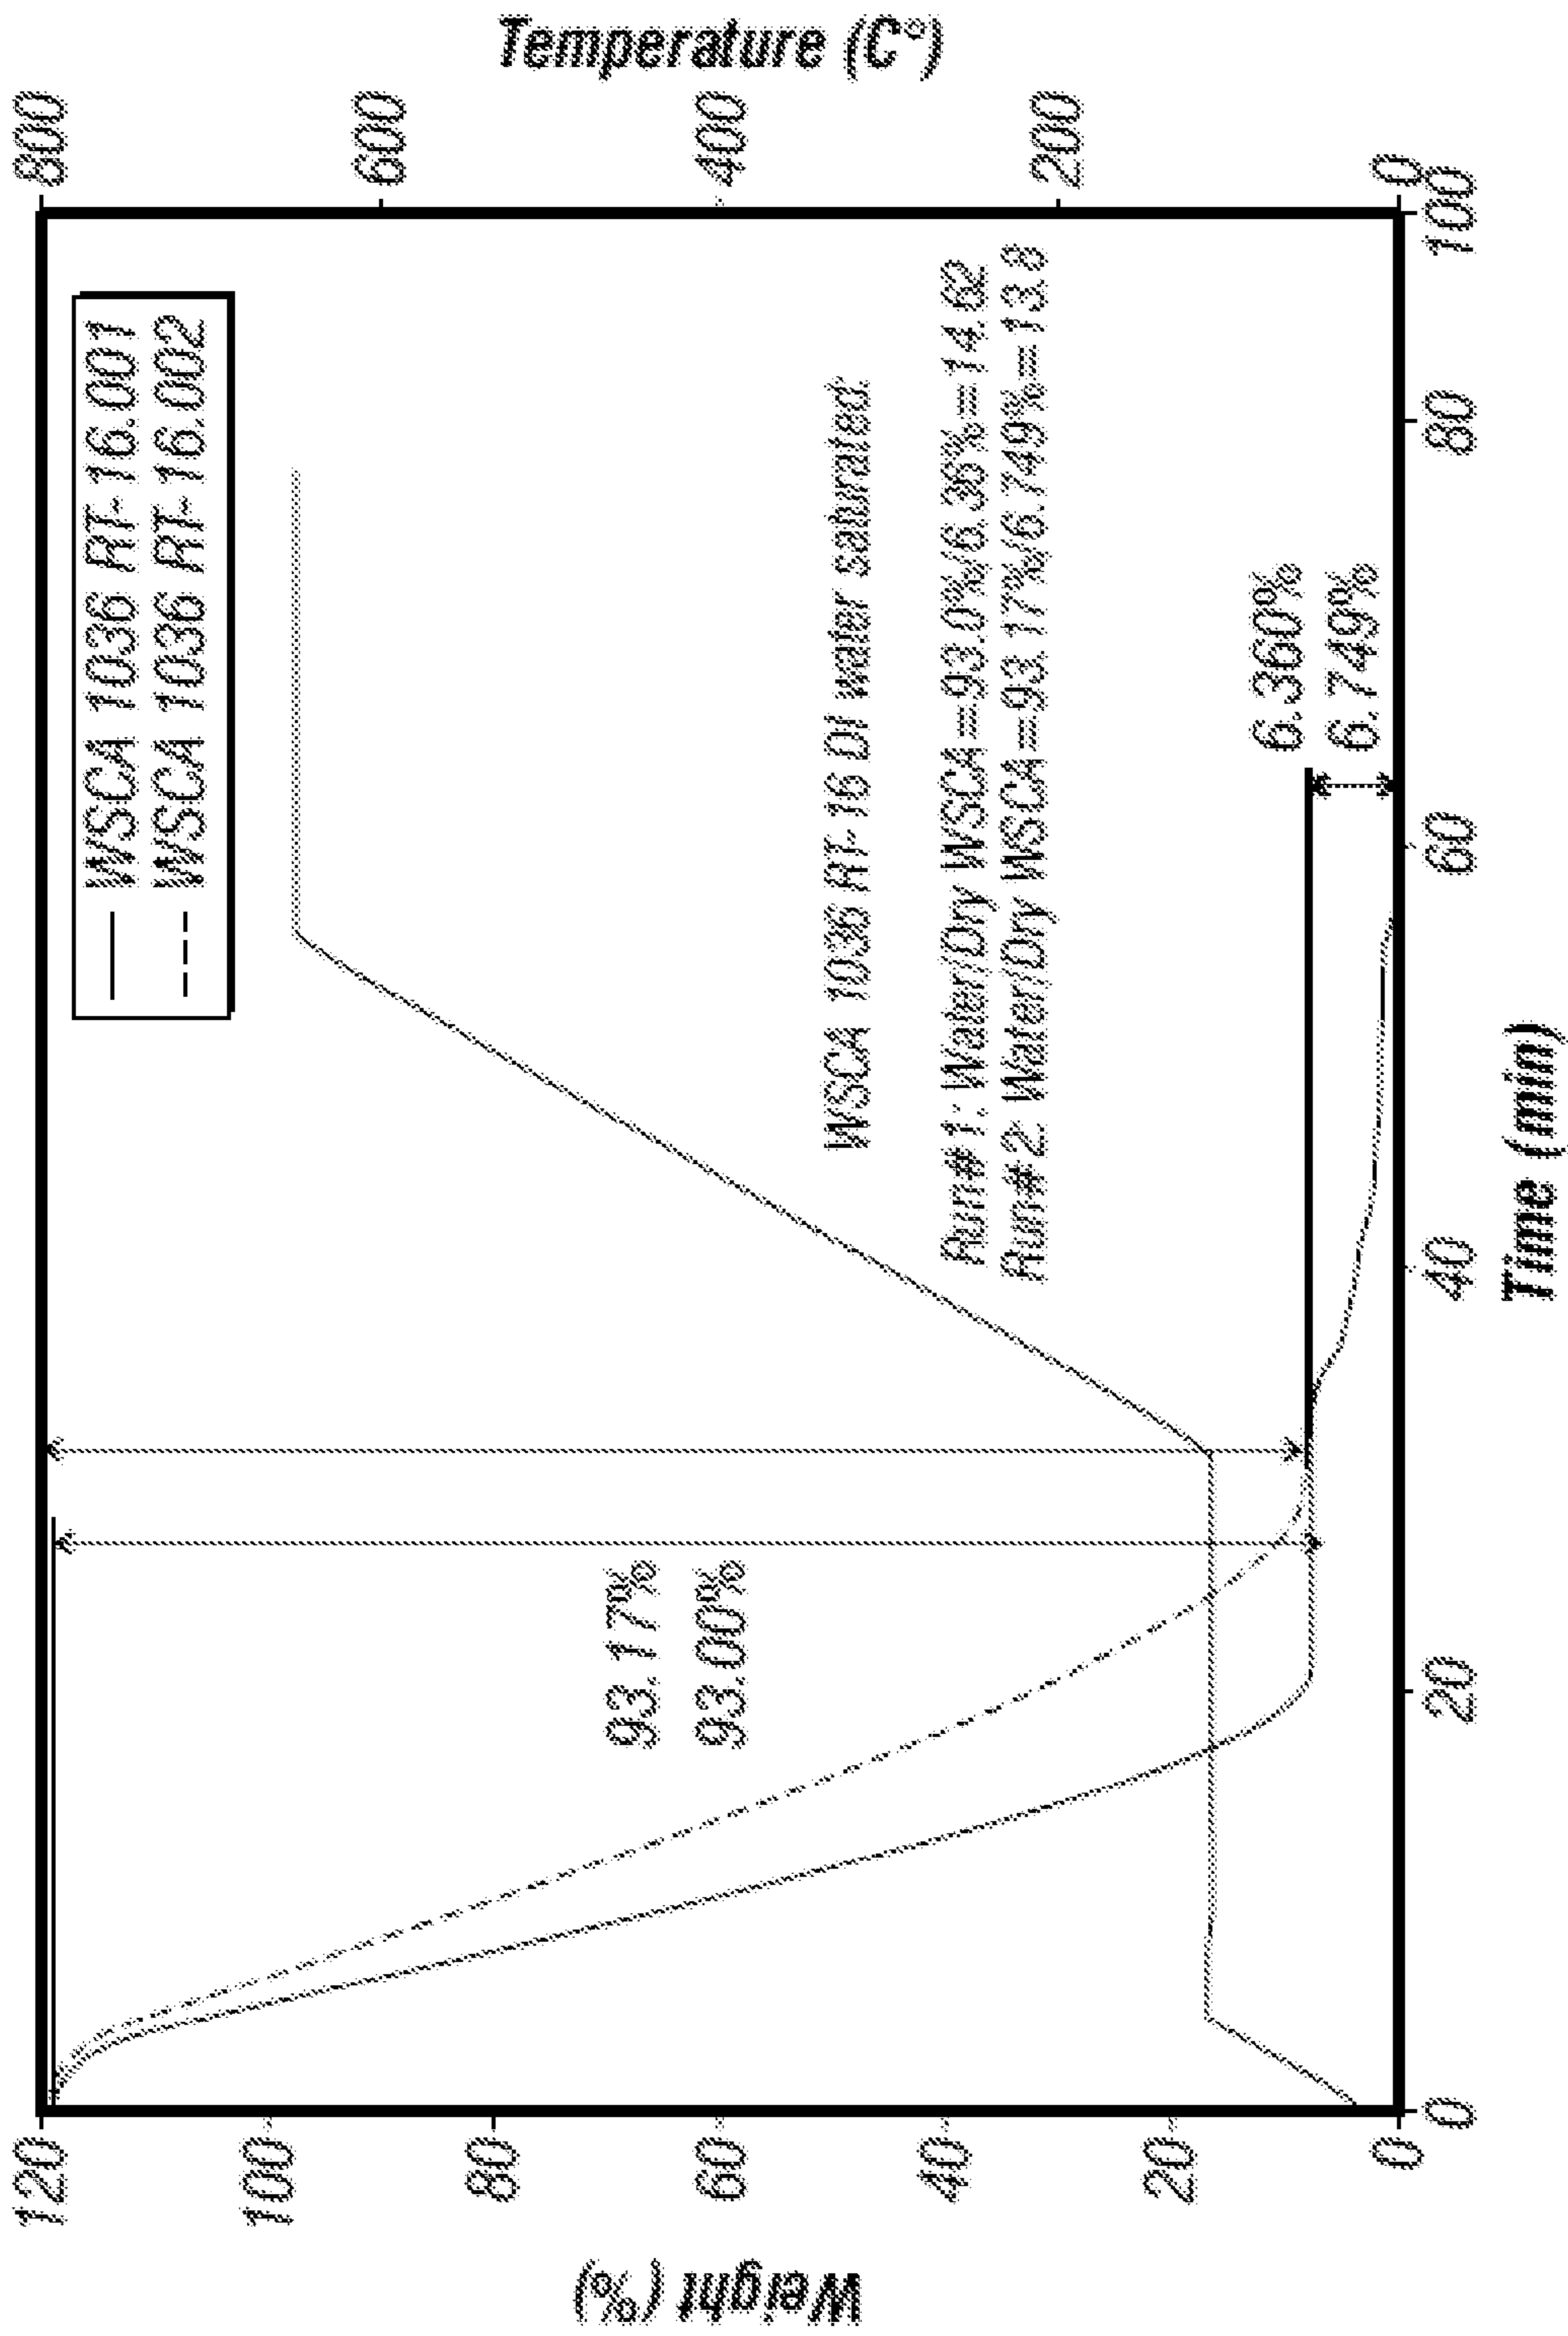 WSCA 1036 RT-16.001
WSCA 1036 RT-16.002
93.17%
93.00%
WSCA 1036 RT-16 DI water saturated:
Run#1: Water/Dry WSCA=93.0%/6.36%=14.62
Run#2: Water/Dry WSCA=93.17%/6.749%=13.8
6.360%
6.749%
Weight (%)
120
100
80
60
40
20
0
Temperature (C°)
800
600
400
200
0
0
20
40
60
80
100
Time (min)